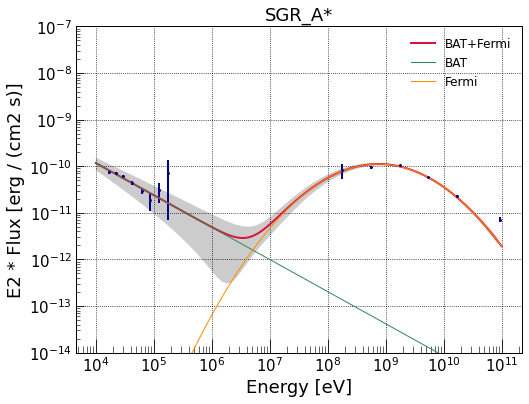 SGR_A*
10^-7
10^-8
10^-9
10^-10
10^-11
10^-12
10^-13
10^-14
E2 * Flux [erg / (cm2 s)]
BAT+Fermi
BAT
Fermi
10^4 10^5 10^6 10^7 10^8 10^9 10^10 10^11
Energy [eV]